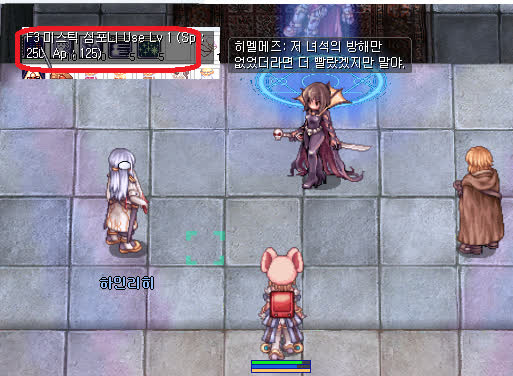 F3 미스틱 심포니 Use Lv 1 (Sp :
250, Ap : 125)
히멜메즈: 저 녀석의 방해만
없었더라면 더 빨랐겠지만 말야.
하인리히